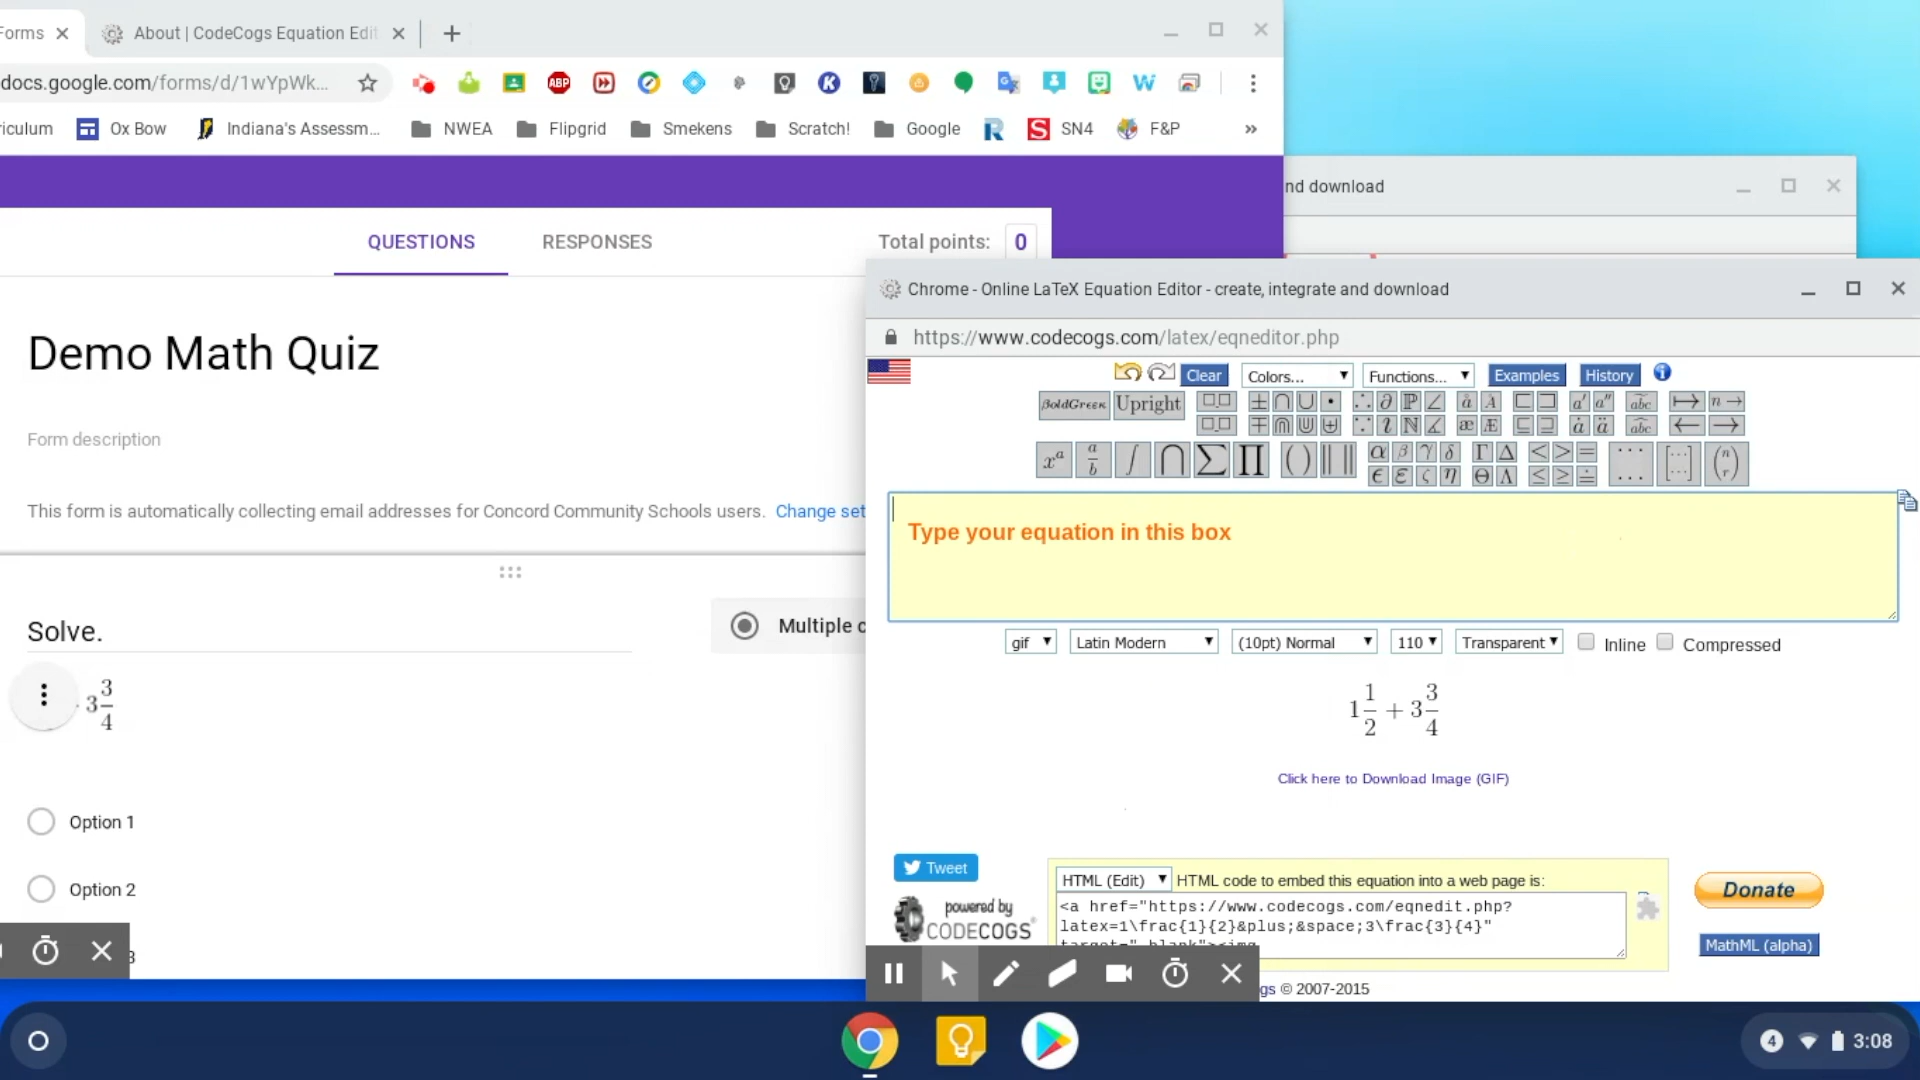 Forms
About | CodeCogs Equation Edit
docs.google.com/forms/d/1wYpWk...
iculum
Ox Bow
Indiana's Assessm...
NWEA
Flipgrid
Smekens
Scratch!
Google
SN4
F&P
»
nd download
QUESTIONS
RESPONSES
Total points: 0
Demo Math Quiz
Form description
This form is automatically collecting email addresses for Concord Community Schools users. Change set
Solve.
Multiple c
3 3/4
Option 1
Option 2
3
Chrome - Online LaTeX Equation Editor - create, integrate and download
https://www.codecogs.com/latex/eqneditor.php
Clear
Colors...
Functions...
Examples
History
βoldGreek
Upright
Type your equation in this box
gif
Latin Modern
(10pt) Normal
110
Transparent
Inline
Compressed
1 1/2 + 3 3/4
Click here to Download Image (GIF)
Tweet
powered by
CODECOGS
HTML (Edit)
HTML code to embed this equation into a web page is:
<a href="https://www.codecogs.com/eqnedit.php?
latex=1\frac{1}{2}&plus;&space;3\frac{3}{4}"
target="_blank"><img
Donate
MathML (alpha)
gs © 2007-2015
4
3:08